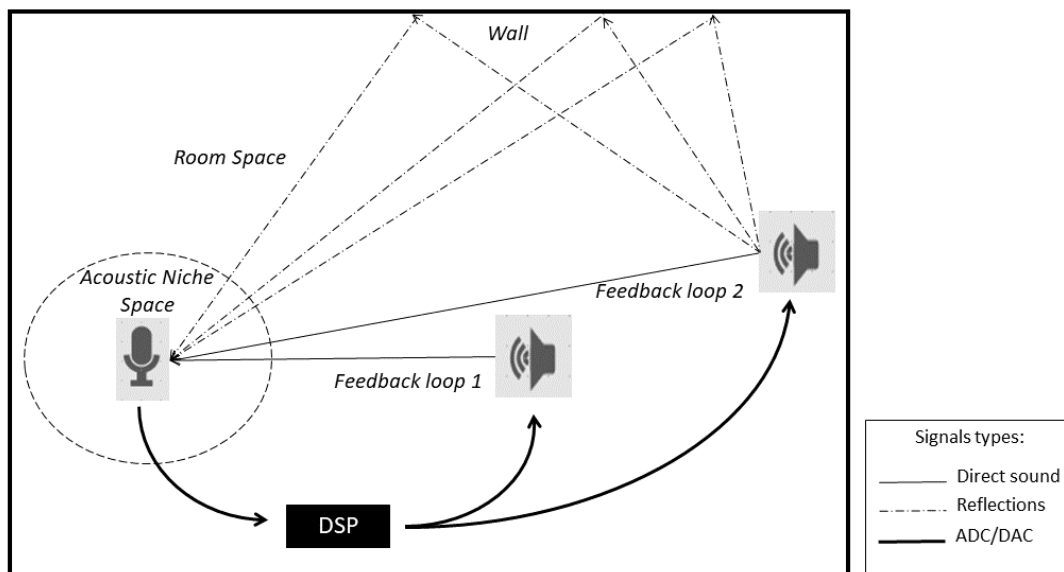 Wall
Room Space
Acoustic Niche
Space
Feedback loop 2
Feedback loop 1
DSP
Signals types:
Direct sound
Reflections
ADC/DAC